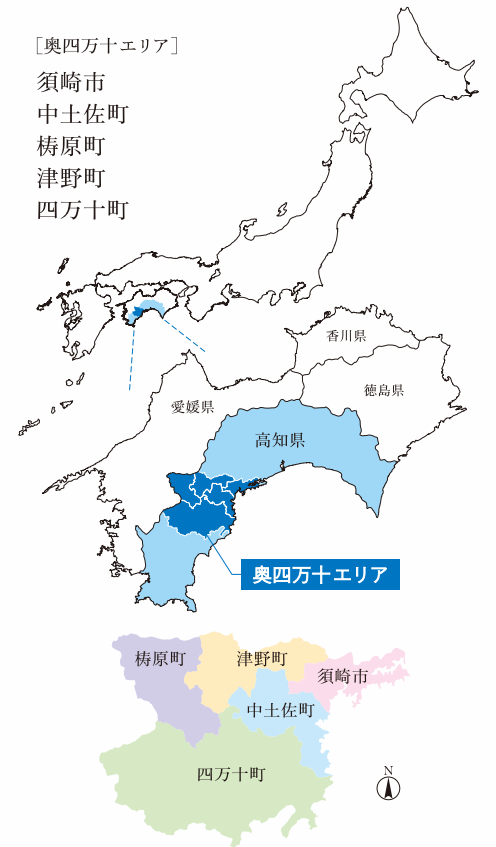 ［奥四万十エリア］
須崎市
中土佐町
梼原町
津野町
四万十町
香川県
徳島県
愛媛県
高知県
奥四万十エリア
梼原町
津野町
須崎市
中土佐町
四万十町
N